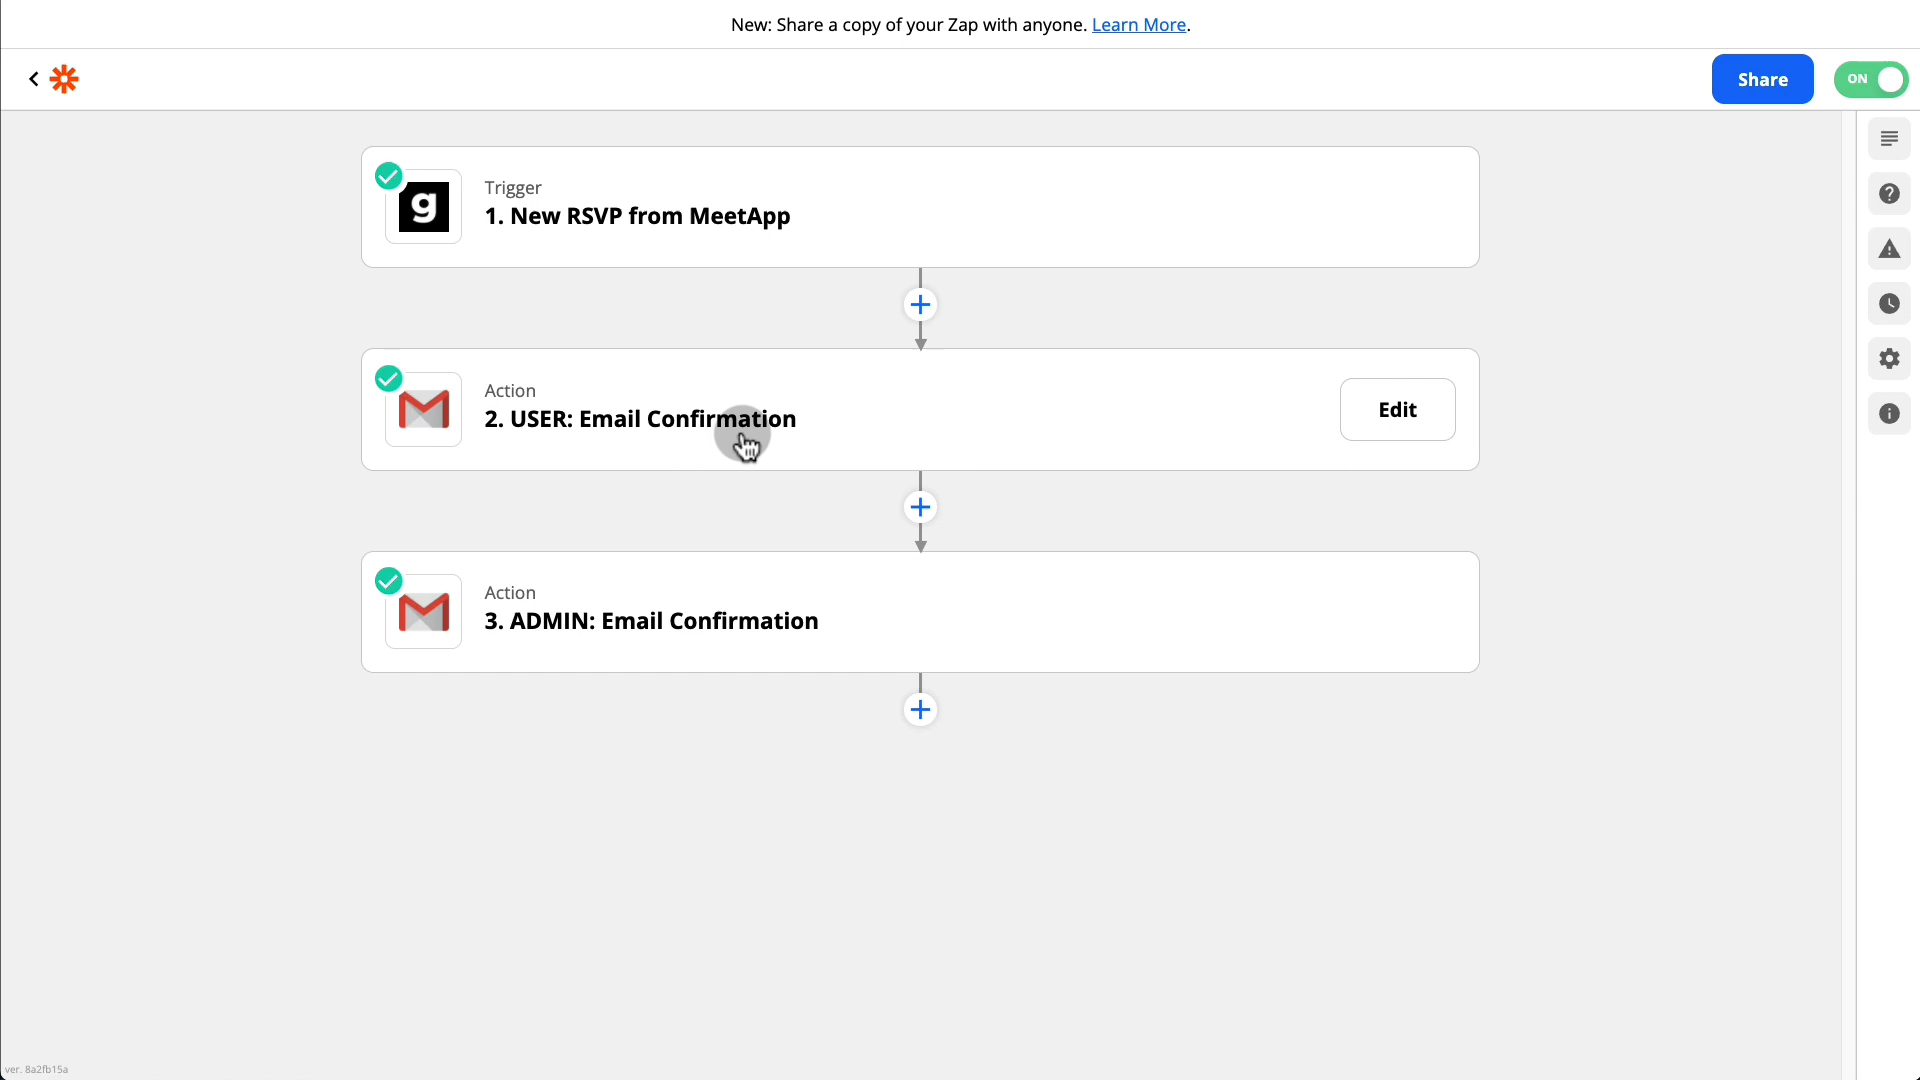 New: Share a copy of your Zap with anyone. Learn More.
Share
ON
g
Trigger
1. New RSVP from MeetApp
Action
2. USER: Email Confirmation
Edit
Action
3. ADMIN: Email Confirmation
ver. 8a2fb15a